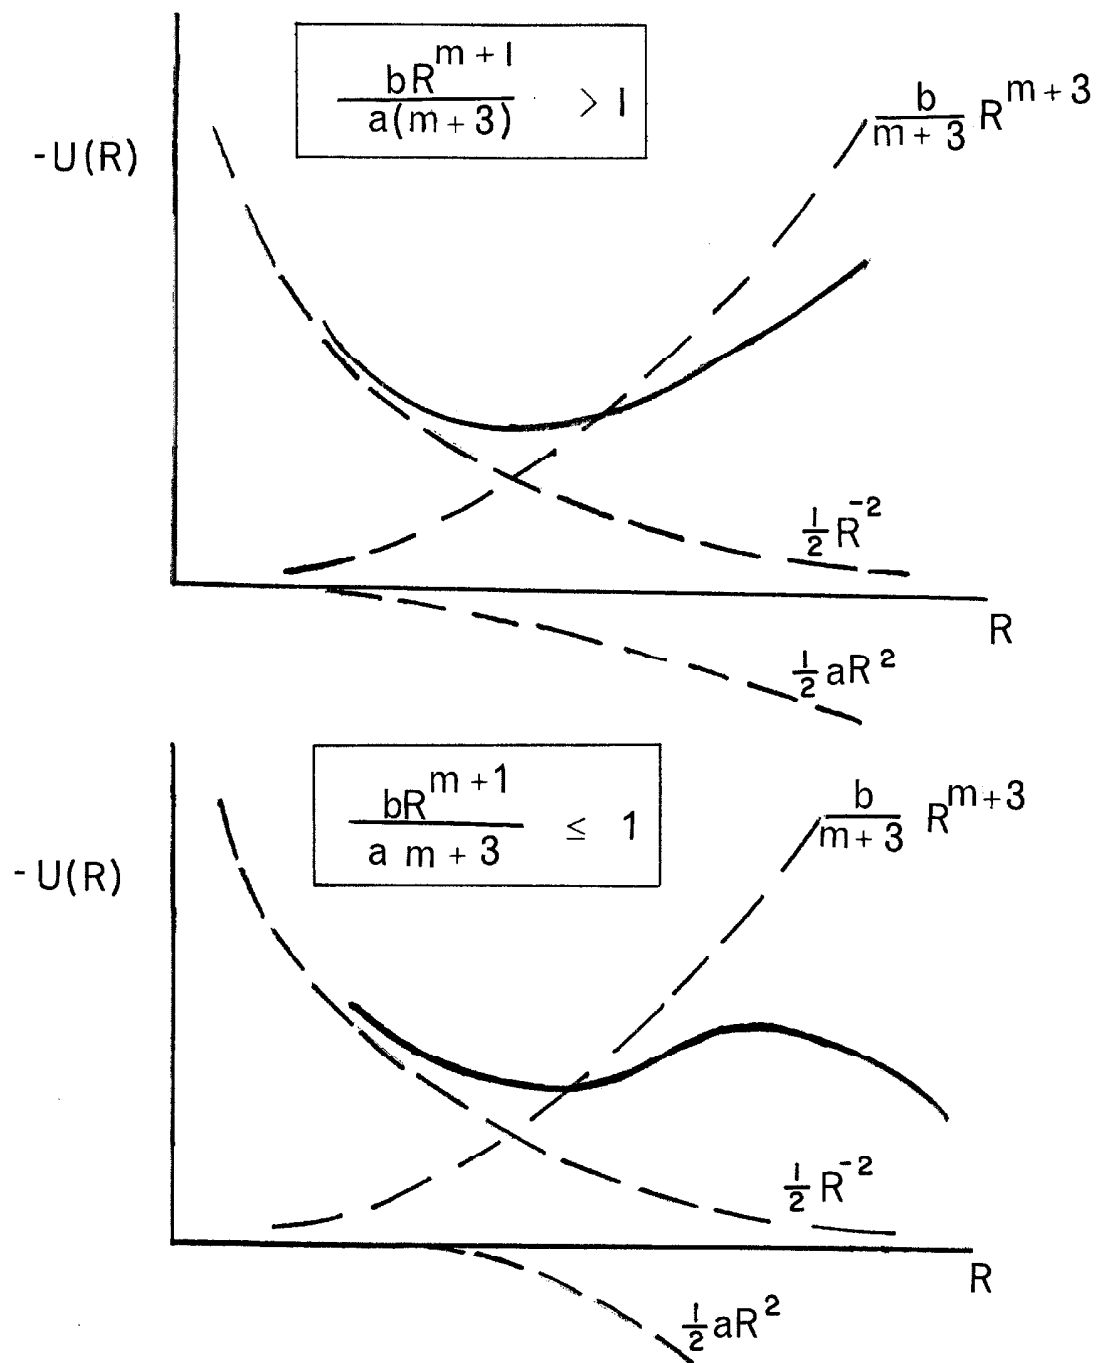 bR^{m + 1}
a(m + 3)
> 1
b
m + 3
R^{m + 3}
-U(R)
1/2 R^{-2}
R
1/2 aR^{2}
bR^{m + 1}
a m + 3
≤ 1
b
m + 3
R^{m+3}
-U(R)
1/2 R^{-2}
R
1/2 aR^{2}